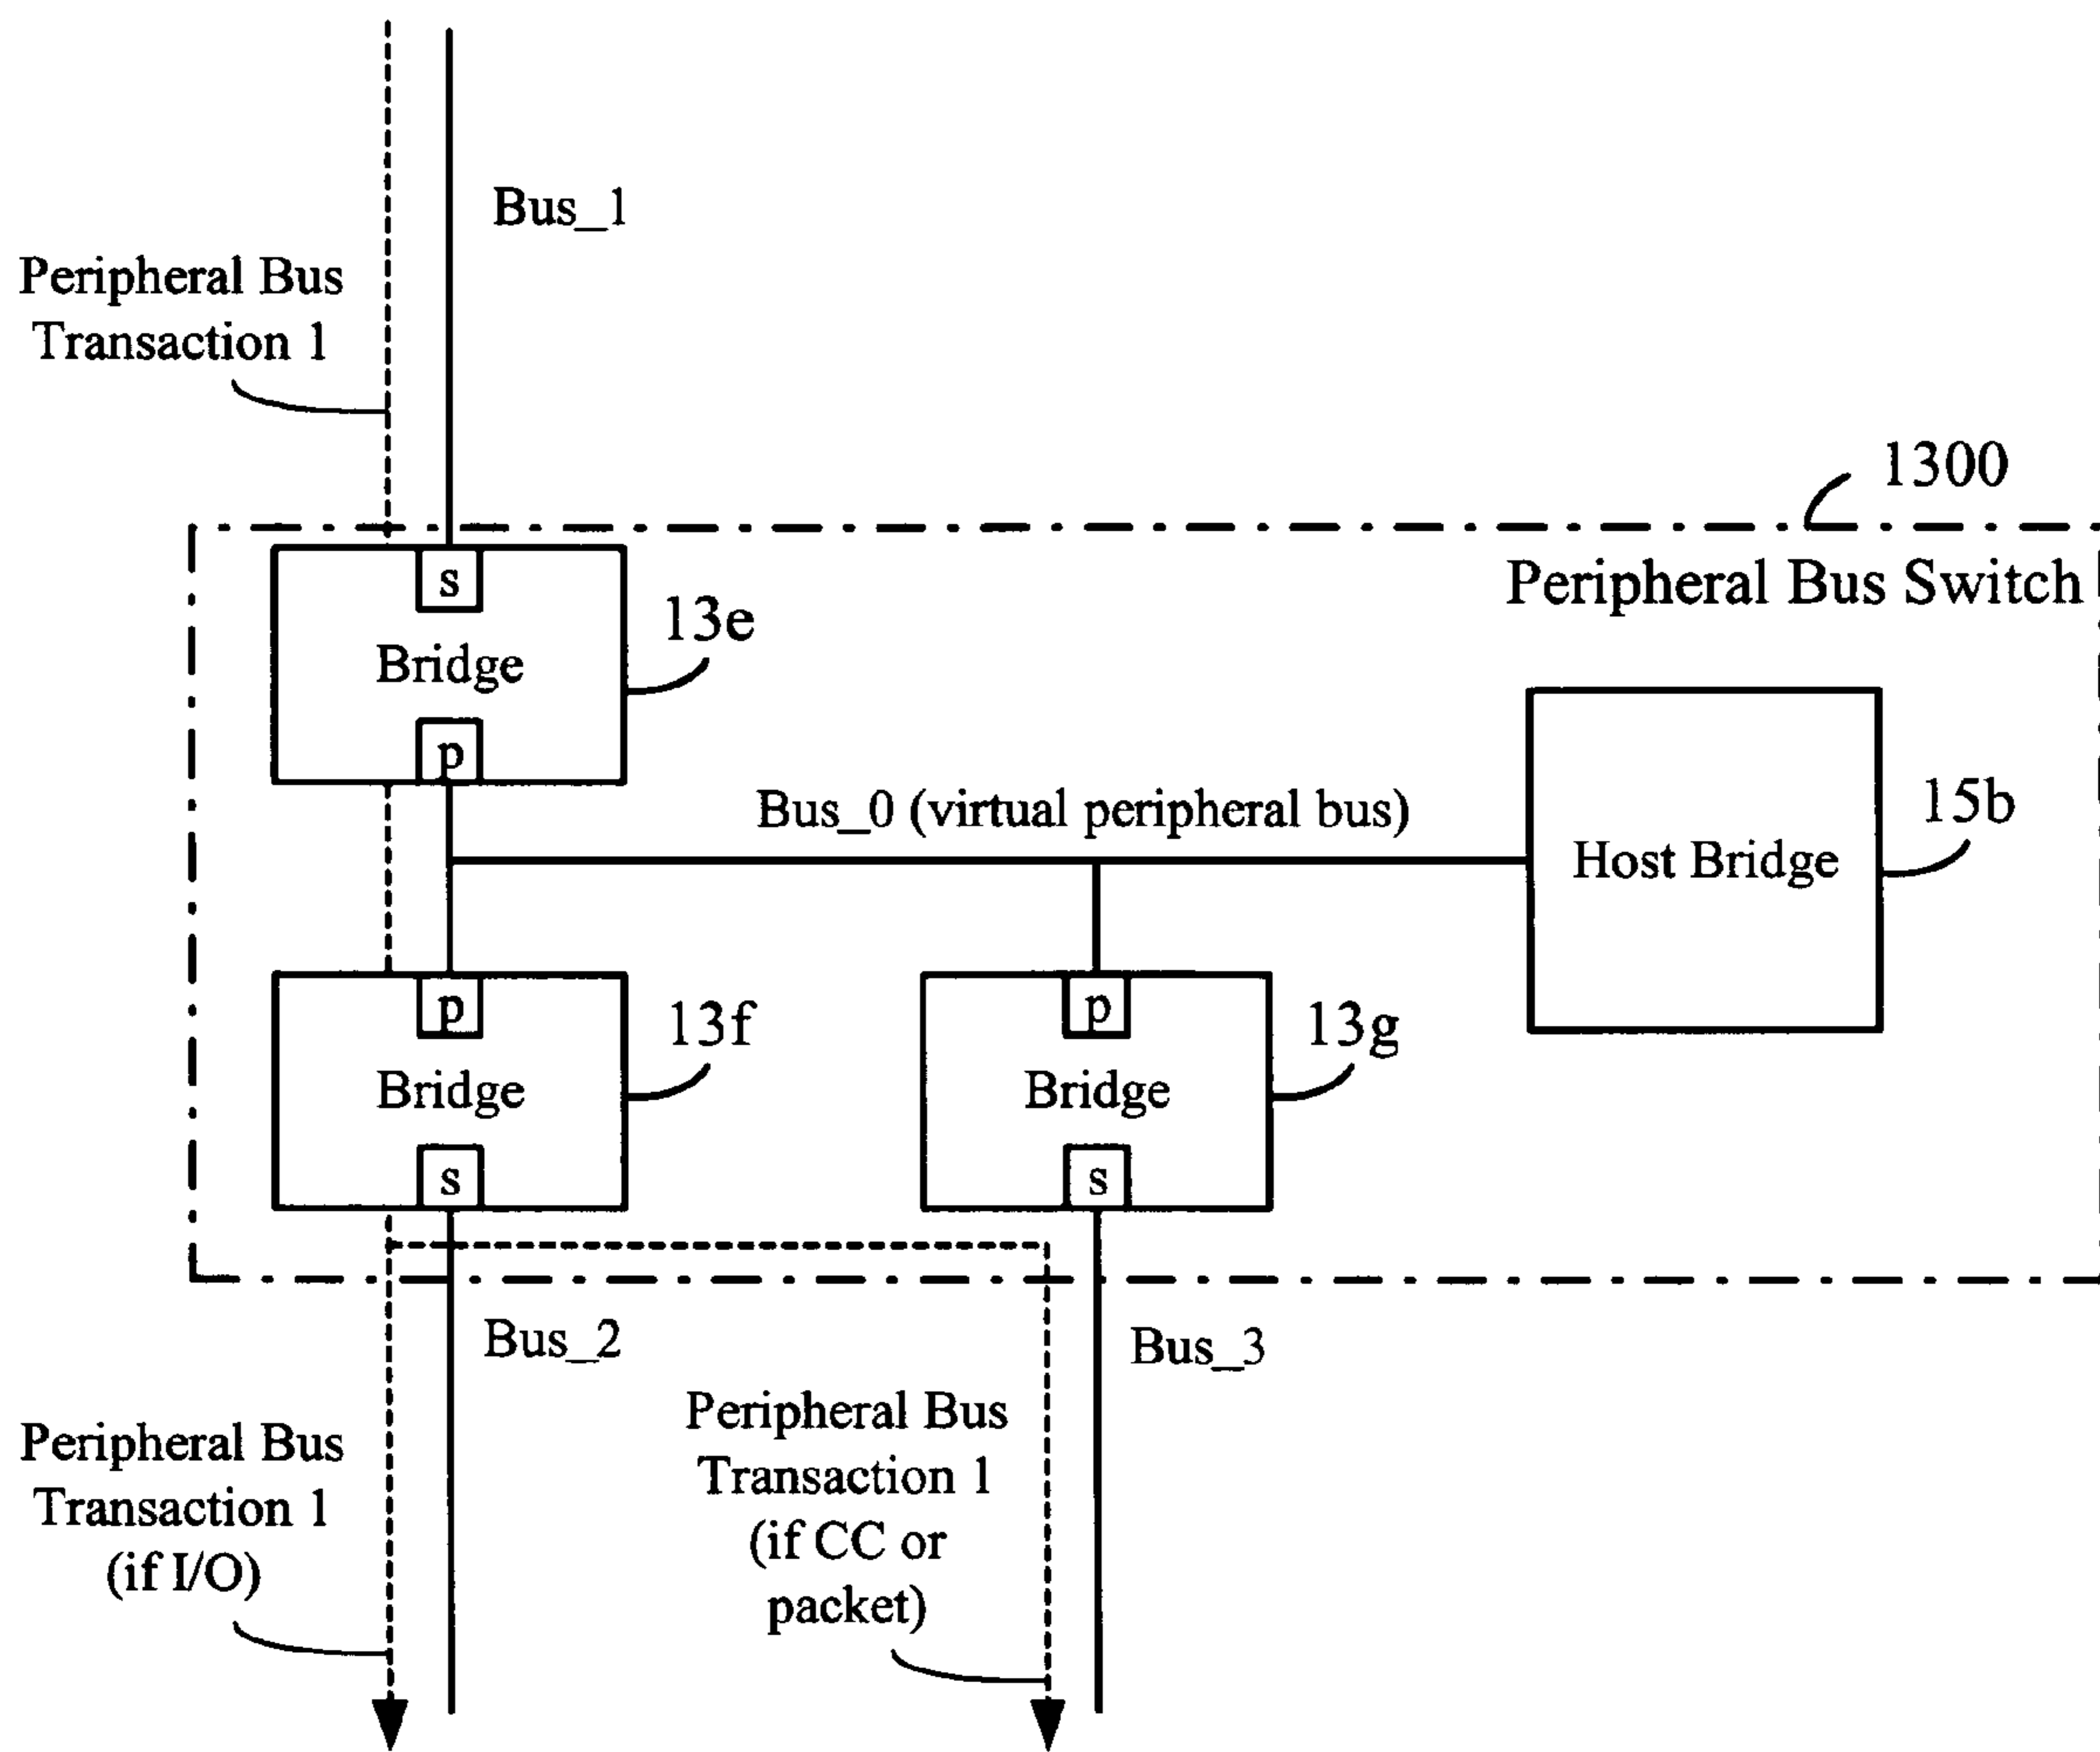 Bus_1
Peripheral Bus
Transaction 1
1300
Peripheral Bus Switch
s
13e
Bridge
p
Bus_0 (virtual peripheral bus)
15b
Host Bridge
p
13f
Bridge
s
p
13g
Bridge
s
Bus_2
Bus_3
Peripheral Bus
Transaction 1
(if I/O)
Peripheral Bus
Transaction 1
(if CC or
packet)